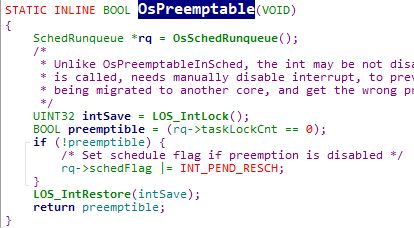 STATIC INLINE BOOL OsPreemptable(VOID)
{
    SchedRunqueue *rq = OsSchedRunqueue();
    /*
     * Unlike OsPreemptableInSched, the int may be not
     * is called, needs manually disable interrupt, to
     * being migrated to another core, and get the wrong
     */
    UINT32 intSave = LOS_IntLock();
    BOOL preemptible = (rq->taskLockCnt == 0);
    if (!preemptible) {
        /* Set schedule flag if preemption is disabled */
        rq->schedFlag |= INT_PEND_RESCH;
    }
    LOS_IntRestore(intSave);
    return preemptible;
}